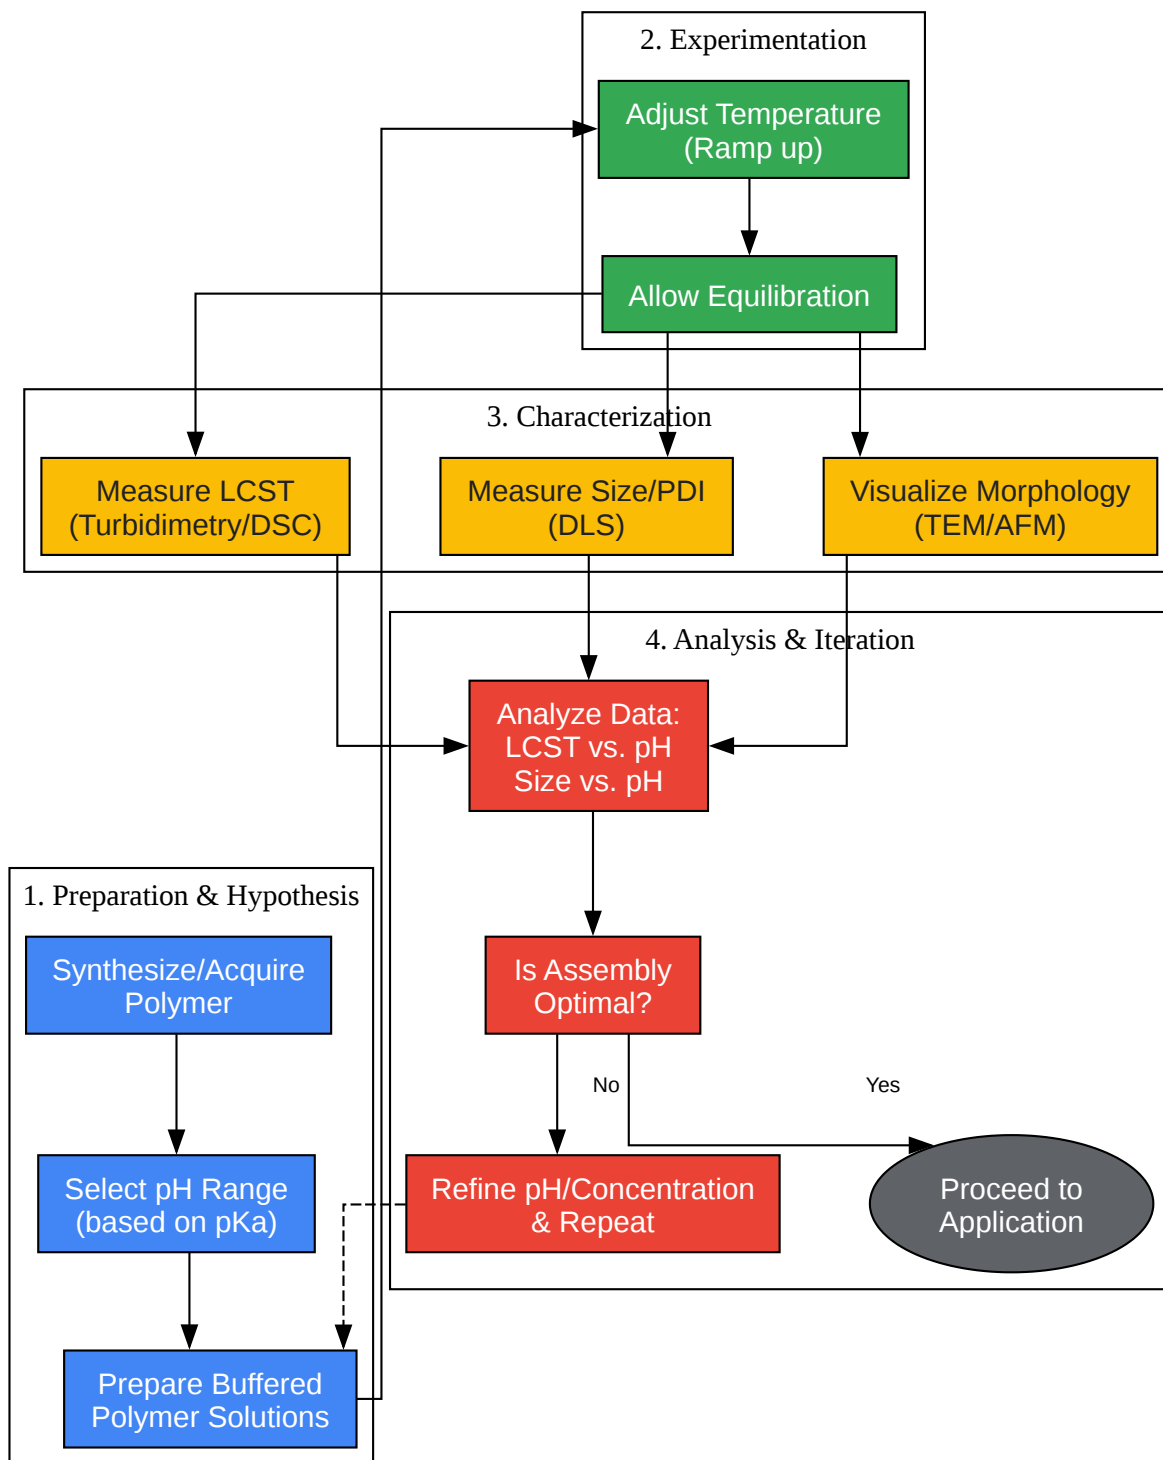 2. Experimentation
Adjust Temperature
(Ramp up)
Allow Equilibration
3. Characterization
Measure LCST
(Turbidimetry/DSC)
Measure Size/PDI
(DLS)
Visualize Morphology
(TEM/AFM)
4. Analysis & Iteration
Analyze Data:
LCST vs. pH
Size vs. pH
1. Preparation & Hypothesis
Synthesize/Acquire
Polymer
Is Assembly
Optimal?
No
Yes
Select pH Range
(based on pKa)
Refine pH/Concentration
& Repeat
Proceed to
Application
Prepare Buffered
Polymer Solutions